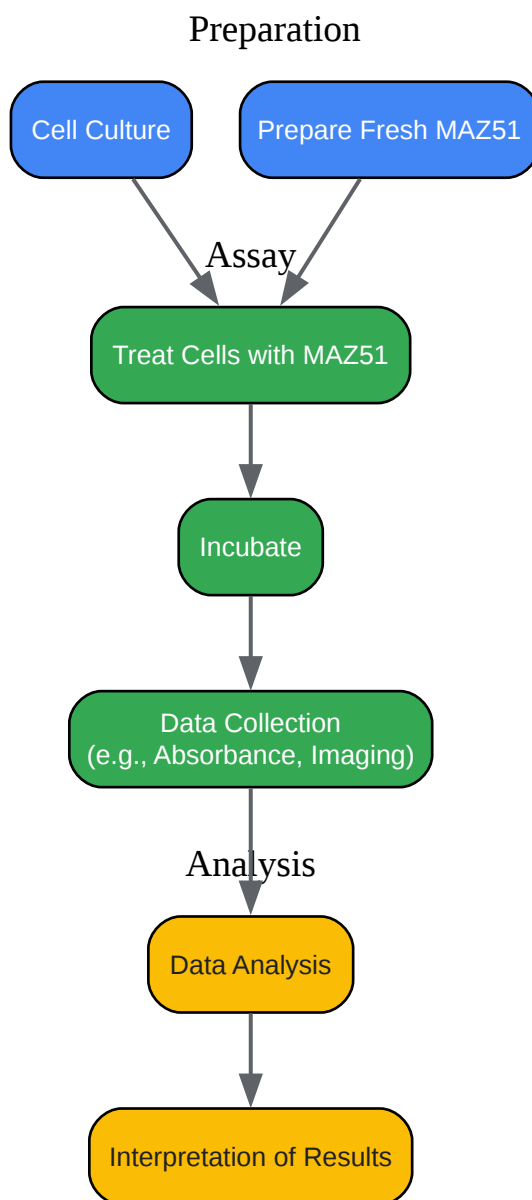 Preparation
Cell Culture
Prepare Fresh MAZ51
Assay
Treat Cells with MAZ51
Incubate
Data Collection
(e.g., Absorbance, Imaging)
Analysis
Data Analysis
Interpretation of Results